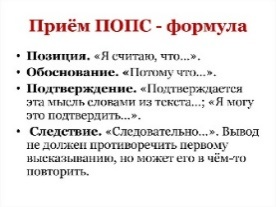 Приём ПОПС - формула
• Позиция. «Я считаю, что…».
• Обоснование. «Потому что…».
• Подтверждение. «Подтверждается
эта мысль словами из текста…; «Я могу
это подтвердить…».
• Следствие. «Следовательно…». Вывод
не должен противоречить первому
высказыванию, но может его в чём-то
повторить.